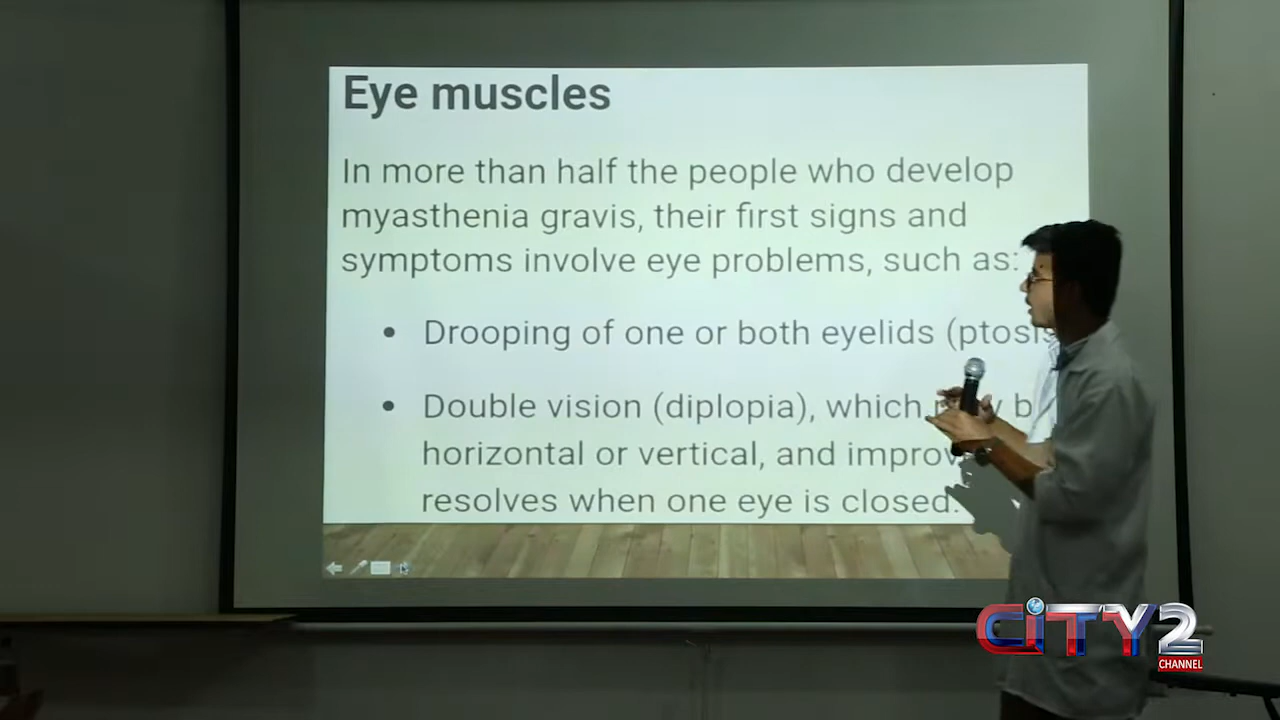 Eye muscles
In more than half the people who develop
myasthenia gravis, their first signs and
symptoms involve eye problems, such as:
• Drooping of one or both eyelids (ptosis
• Double vision (diplopia), which
horizontal or vertical, and
resolves when one eye is closed.
CiTY2
CHANNEL